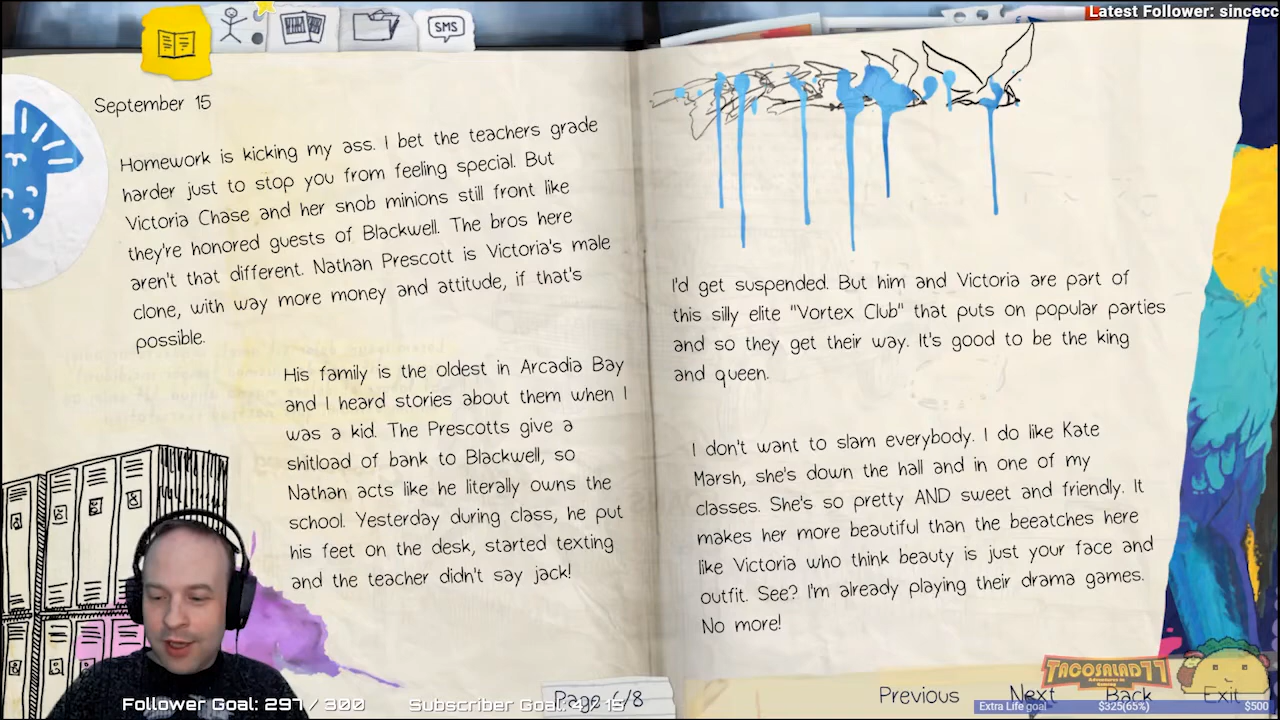 Latest Follower: sincecc
SMS
September 15
Homework is kicking my ass. I bet the teachers grade
harder just to stop you from feeling special. But
Victoria Chase and her snob minions still front like
they're honored guests of Blackwell. The bros here
aren't that different. Nathan Prescott is Victoria's male
clone, with way more money and attitude, if that's
possible.
His family is the oldest in Arcadia Bay
and I heard stories about them when I
was a kid. The Prescotts give a
shitload of bank to Blackwell, so
Nathan acts like he literally owns the
school. Yesterday during class, he put
his feet on the desk, started texting
and the teacher didn't say jack!
I'd get suspended. But him and Victoria are part of
this silly elite "Vortex Club" that puts on popular parties
and so they get their way. It's good to be the king
and queen.
I don't want to slam everybody. I do like Kate
Marsh, she's down the hall and in one of my
classes. She's so pretty AND sweet and friendly. It
makes her more beautiful than the beeatches here
like Victoria who think beauty is just your face and
outfit. See? I'm already playing their drama games.
No more!
TACOSALAD77
Adventures in
Gaming
Page /8
Previous Next Back Exit
Follower Goal: 297 / 300 Subscriber Goal:
Extra Life goal $325(65%) $500